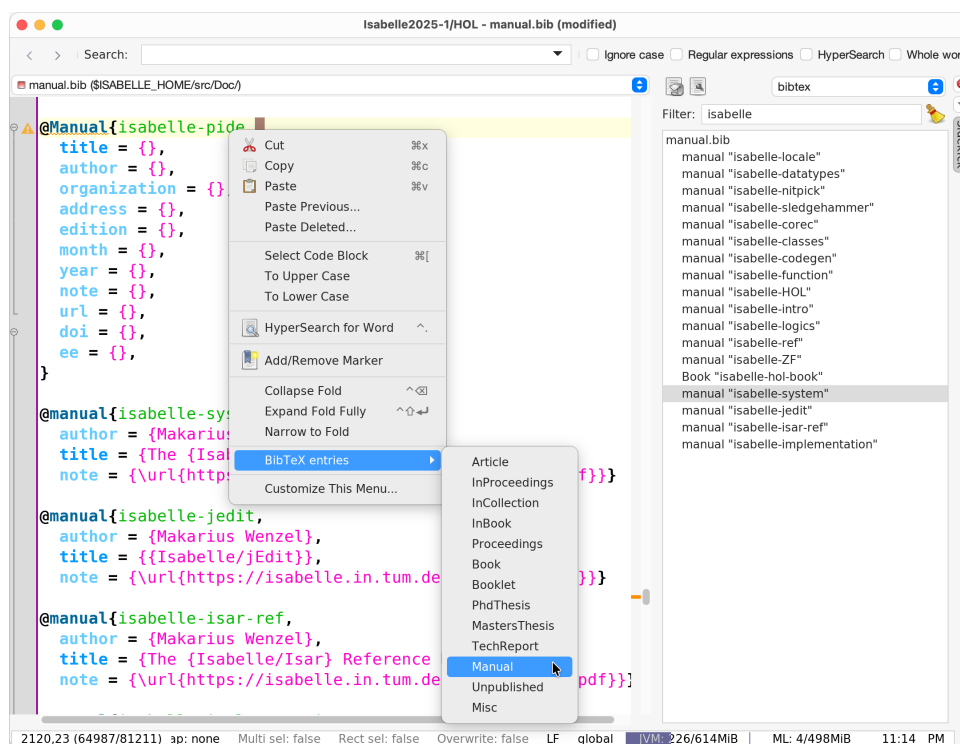 Isabelle2025-1/HOL - manual.bib (modified)
Search:
Ignore case
Regular expressions
HyperSearch
Whole wor
manual.bib ($ISABELLE_HOME/src/Doc/)
bibtex
Filter: isabelle
@Manual{isabelle-pide,
title = {},
author = {},
organization = {}
address = {},
edition = {},
month = {},
year = {},
note = {},
url = {},
doi = {},
ee = {},
}
@manual{isabelle-sys
author = {Makarius
title = {The {Isab
note = {\url{https f}}}
@manual{isabelle-jedit,
author = {Makarius Wenzel},
title = {{Isabelle/jEdit}},
note = {\url{https://isabelle.in.tum.de }}}
@manual{isabelle-isar-ref,
author = {Makarius Wenzel},
title = {The {Isabelle/Isar} Reference
note = {\url{https://isabelle.in.tum.de pdf}}}
Cut ⌘x
Copy ⌘c
Paste ⌘v
Paste Previous...
Paste Deleted...
Select Code Block ⌘[
To Upper Case
To Lower Case
HyperSearch for Word ^.
Add/Remove Marker
Collapse Fold ^⌫
Expand Fold Fully ^⇧↩
Narrow to Fold
BibTeX entries
Customize This Menu...
Article
InProceedings
InCollection
InBook
Proceedings
Book
Booklet
PhdThesis
MastersThesis
TechReport
Manual
Unpublished
Misc
manual.bib
manual "isabelle-locale"
manual "isabelle-datatypes"
manual "isabelle-nitpick"
manual "isabelle-sledgehammer"
manual "isabelle-corec"
manual "isabelle-classes"
manual "isabelle-codegen"
manual "isabelle-function"
manual "isabelle-HOL"
manual "isabelle-intro"
manual "isabelle-logics"
manual "isabelle-ref"
manual "isabelle-ZF"
Book "isabelle-hol-book"
manual "isabelle-system"
manual "isabelle-jedit"
manual "isabelle-isar-ref"
manual "isabelle-implementation"
2120,23 (64987/81211) ap: none Multi sel: false Rect sel: false Overwrite: false LF global JVM: 226/614MiB ML: 4/498MiB 11:14 PM